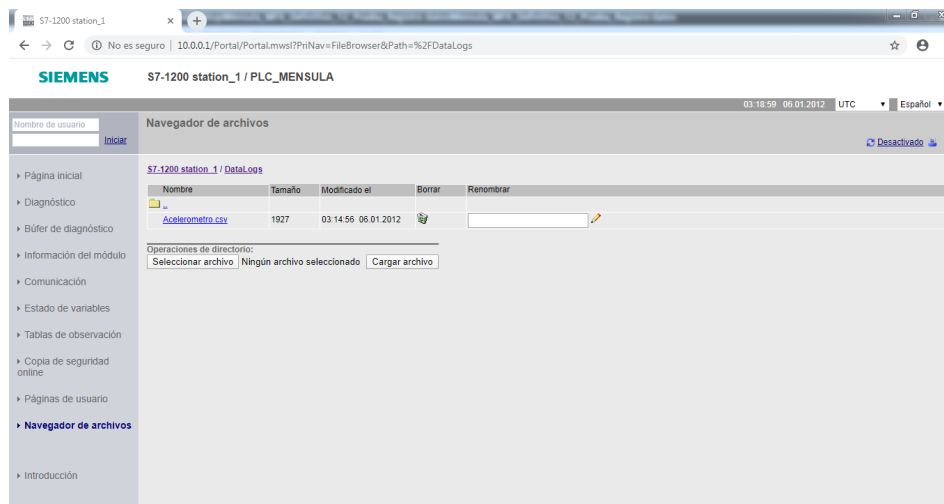 S7-1200 station_1
No es seguro | 10.0.0.1/Portal/Portal.mwsl?PriNav=FileBrowser&Path=%2FDataLogs
SIEMENS
S7-1200 station_1 / PLC_MENSULA
03:18:59 06.01.2012 UTC Español
Nombre de usuario
Iniciar
Navegador de archivos
Desactivado
Página inicial
Diagnóstico
Búfer de diagnóstico
Información del módulo
Comunicación
Estado de variables
Tablas de observación
Copia de seguridad
online
Páginas de usuario
Navegador de archivos
Introducción
S7-1200 station_1 / DataLogs
Nombre Tamaño Modificado el Borrar Renombrar
..
Acelerometro.csv 1927 03:14:56 06.01.2012
Operaciones de directorio:
Seleccionar archivo Ningún archivo seleccionado Cargar archivo